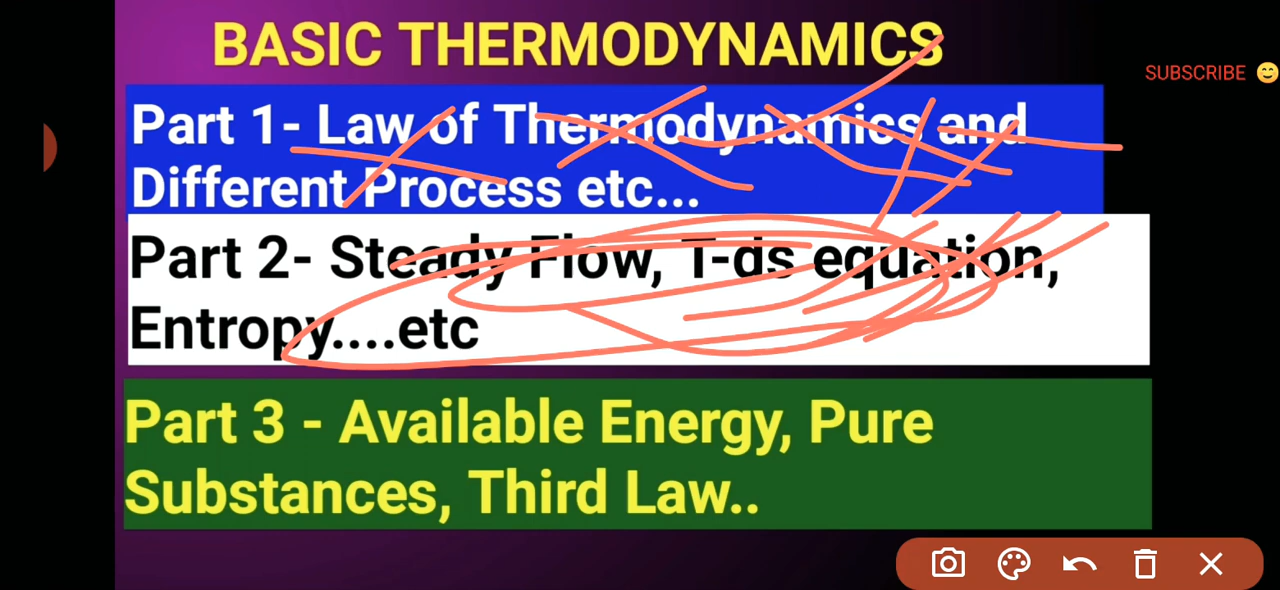 BASIC THERMODYNAMICS
SUBSCRIBE 😊
Part 1- Law of Thermodynamics and
Different Process etc...
Part 2- Steady Flow, T-ds equation,
Entropy....etc
Part 3 - Available Energy, Pure
Substances, Third Law..